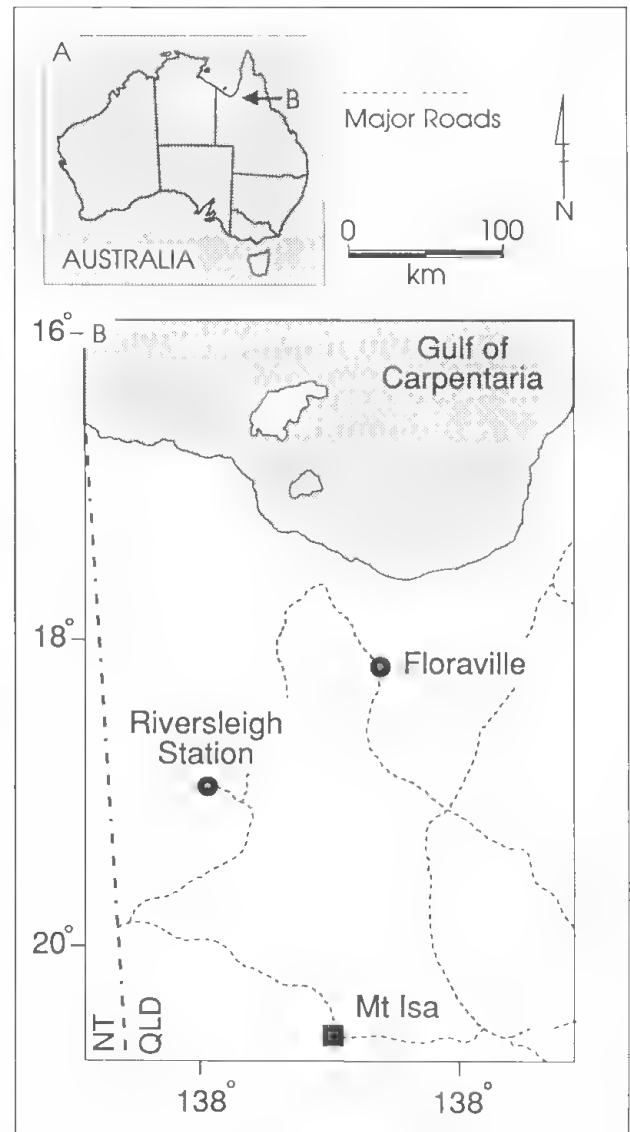 A
B
AUSTRALIA
Major Roads
N
0 100
km
16°
B
Gulf of
Carpentaria
18°
Floraville
Riversleigh
Station
20°
Mt Isa
NT
QLD
138° 138°